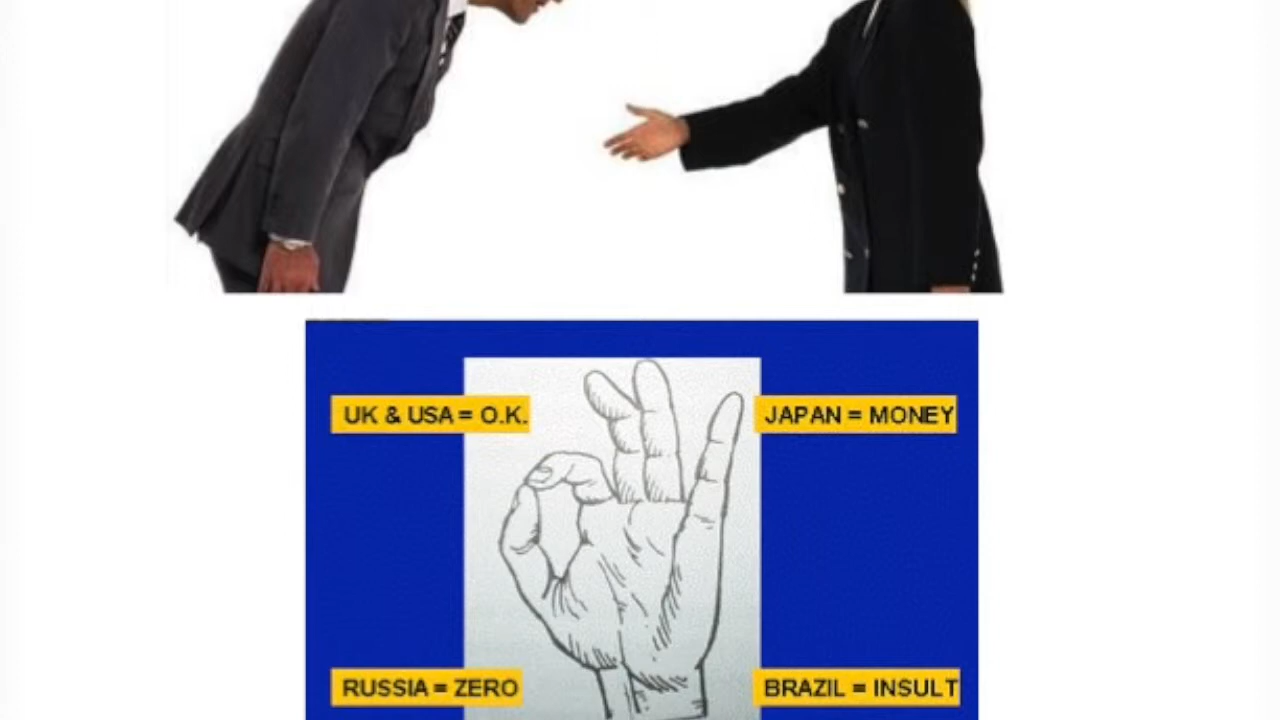 UK & USA = O.K.
JAPAN = MONEY
RUSSIA = ZERO
BRAZIL = INSULT